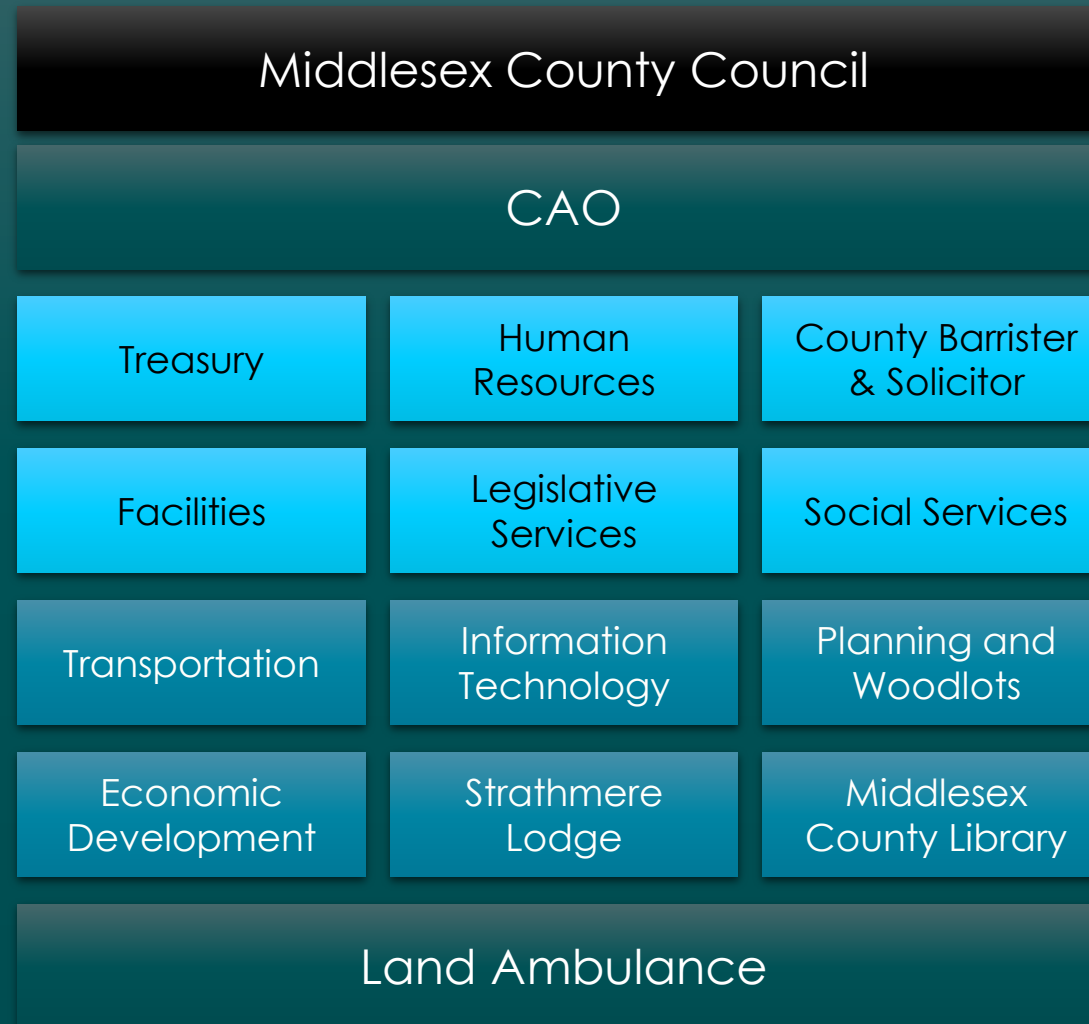 Middlesex County Council
CAO
Treasury
Human
Resources
County Barrister
& Solicitor
Facilities
Legislative
Services
Social Services
Transportation
Information
Technology
Planning and
Woodlots
Economic
Development
Strathmere
Lodge
Middlesex
County Library
Land Ambulance